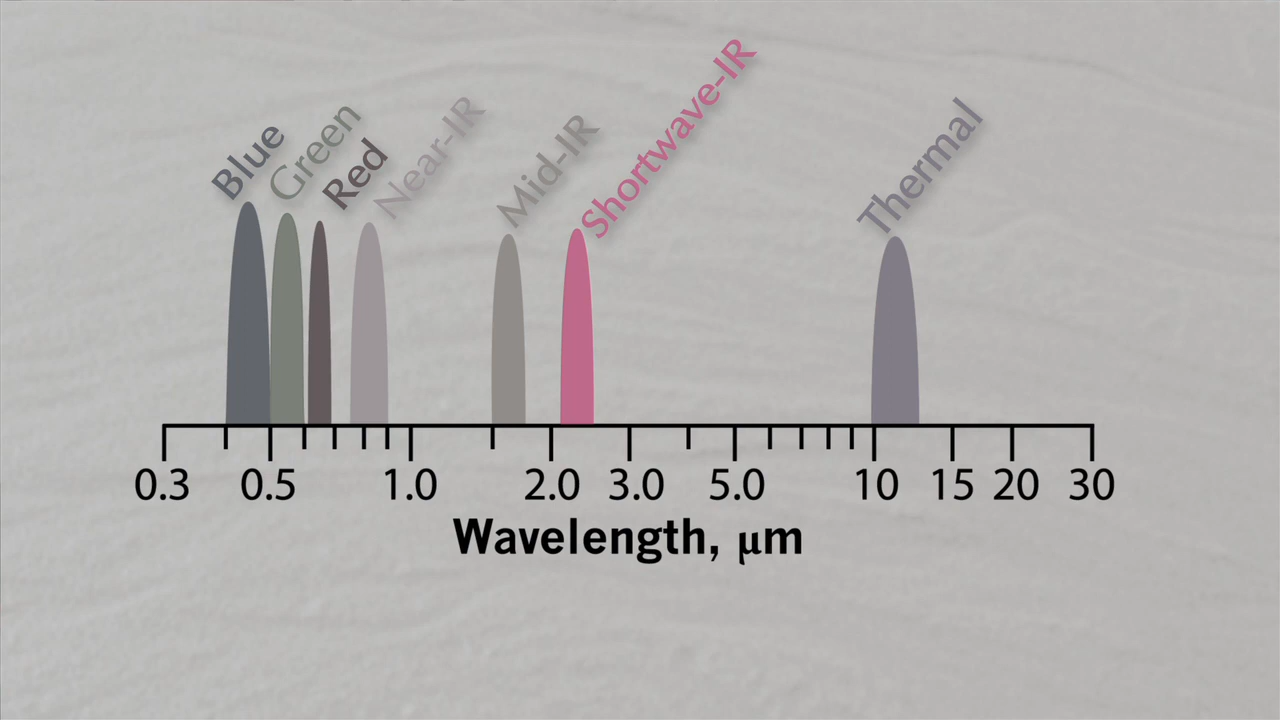 Blue
Green
Red
Near-IR
Mid-IR
Shortwave-IR
Thermal
0.3 0.5 1.0 2.0 3.0 5.0 10 15 20 30
Wavelength, μm